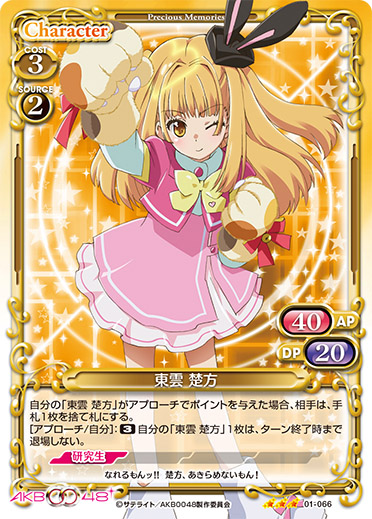 Precious Memories
Character
COST
3
SOURCE
2
40 AP
DP 20
東雲 楚方
自分の「東雲 楚方」がアプローチでポイントを与えた場合、相手は、手
札1枚を捨て札にする。
[アプローチ/自分]:3自分の「東雲 楚方」1枚は、ターン終了時まで
退場しない。
研究生
なれるもんッ!! 楚方、あきらめないもん!
AKB0048
©サテライト/AKB0048製作委員会
★★★ 01-066